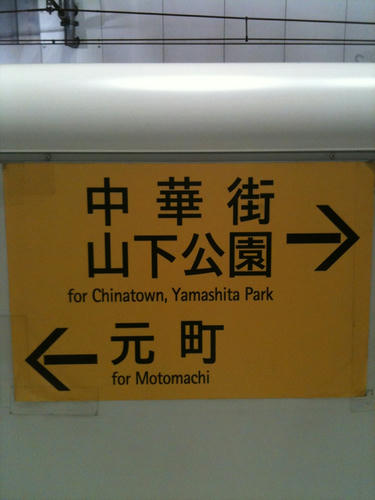 中華街
山下公園
for Chinatown, Yamashita Park
元町
for Motomachi